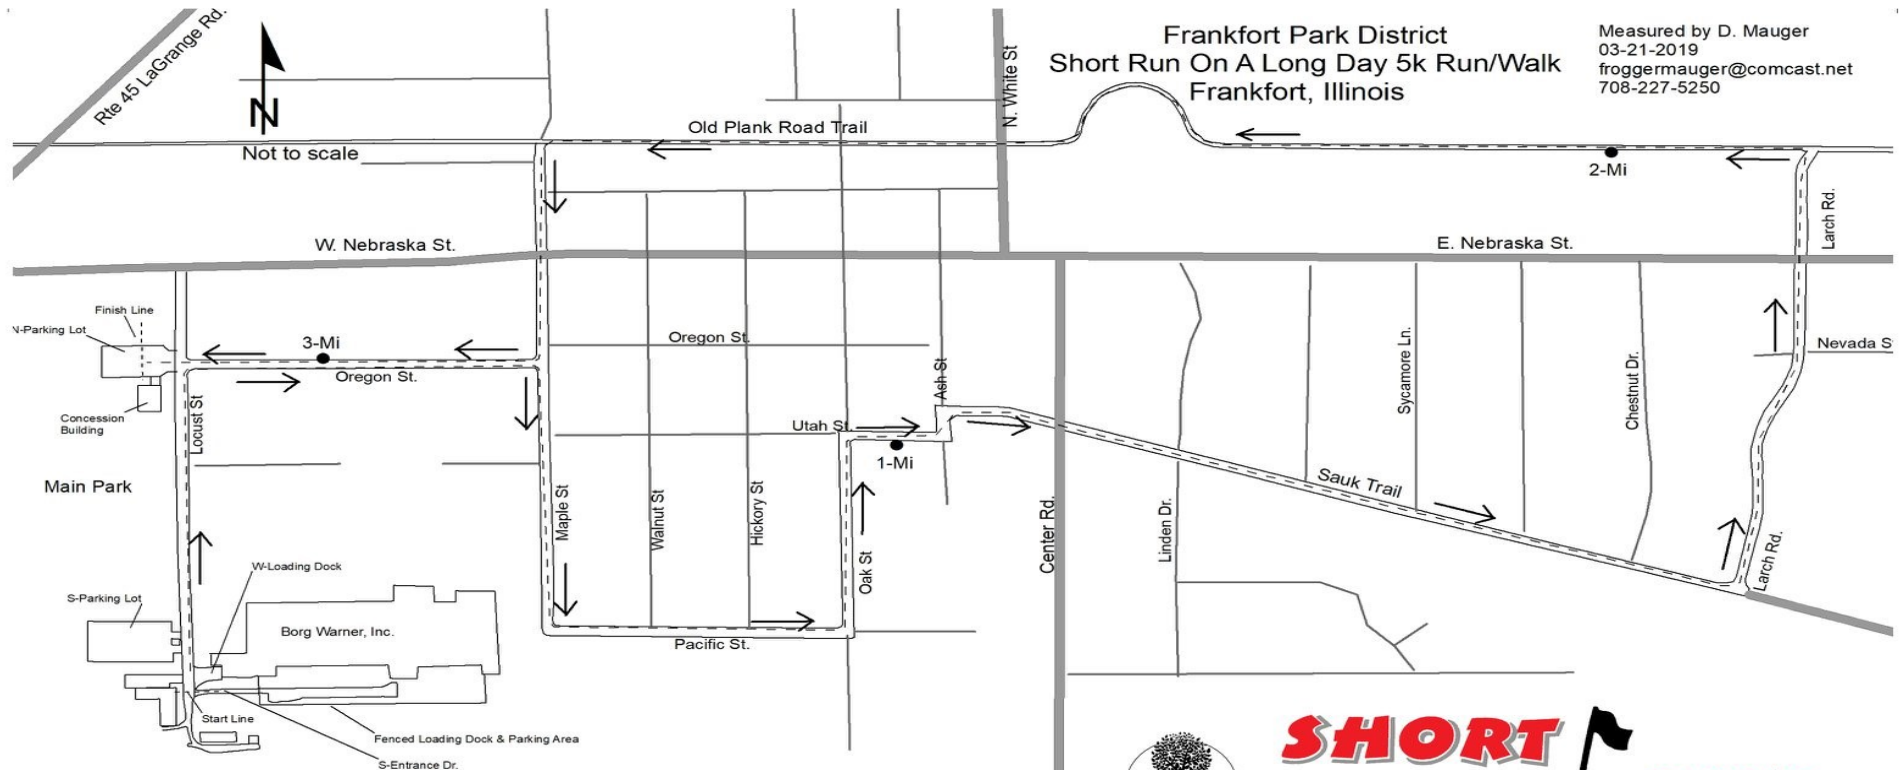 Frankfort Park District
Short Run On A Long Day 5k Run/Walk
Frankfort, Illinois
Measured by D. Mauger
03-21-2019
froggermauger@comcast.net
708-227-5250
Rte 45 LaGrange Rd.
N
Not to scale
Old Plank Road Trail
N. White St
2-Mi
Larch Rd.
W. Nebraska St.
E. Nebraska St.
Finish Line
N-Parking Lot
3-Mi
Oregon St.
Oregon St.
Nevada S
Concession
Building
Locust St
Ash St
Sycamore Ln.
Chestnut Dr.
Utah St.
1-Mi
Main Park
Sauk Trail
Maple St
Walnut St
Hickory St
Oak St
Center Rd.
Linden Dr.
Larch Rd.
W-Loading Dock
S-Parking Lot
Borg Warner, Inc.
Pacific St.
Start Line
Fenced Loading Dock & Parking Area
S-Entrance Dr.
SHORT